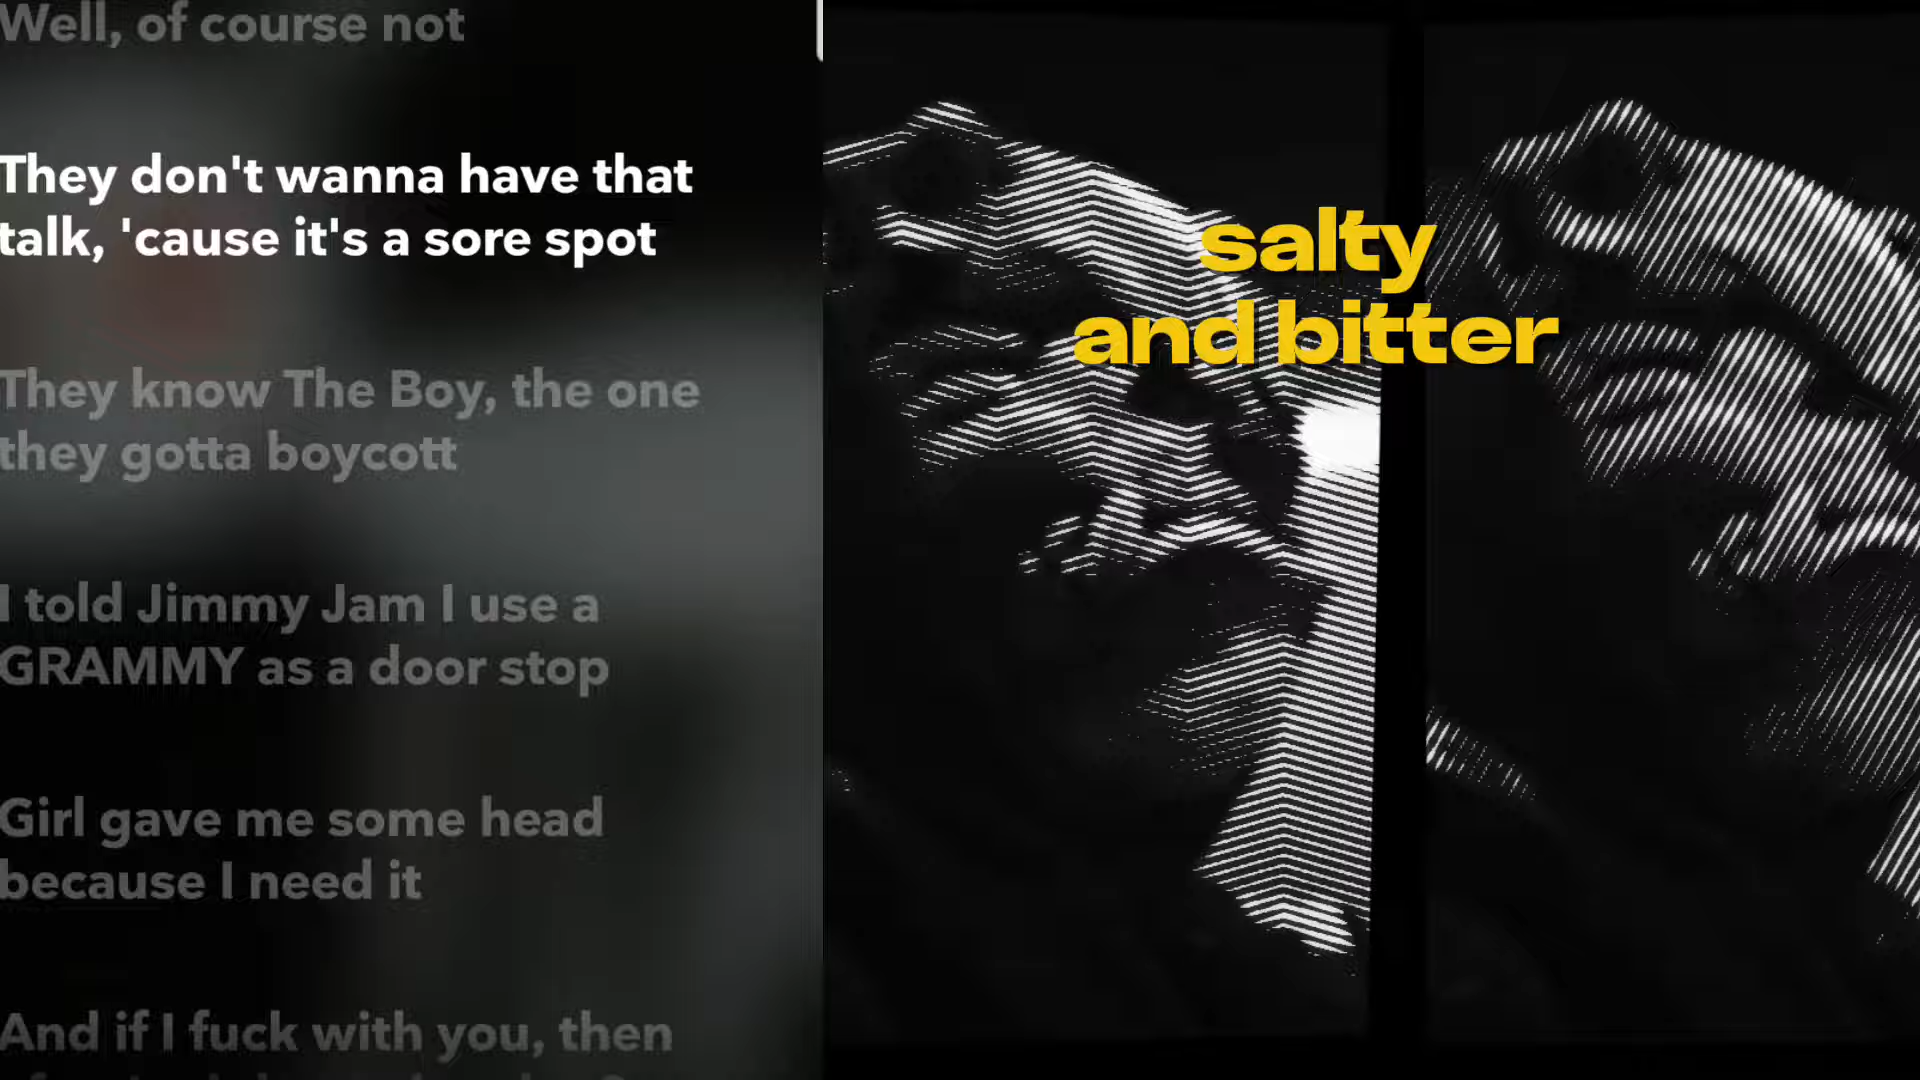 Well, of course not
They don't wanna have that
talk, 'cause it's a sore spot
They know The Boy, the one
they gotta boycott
I told Jimmy Jam I use a
GRAMMY as a door stop
Girl gave me some head
because I need it
And if I fuck with you, then
salty
and bitter